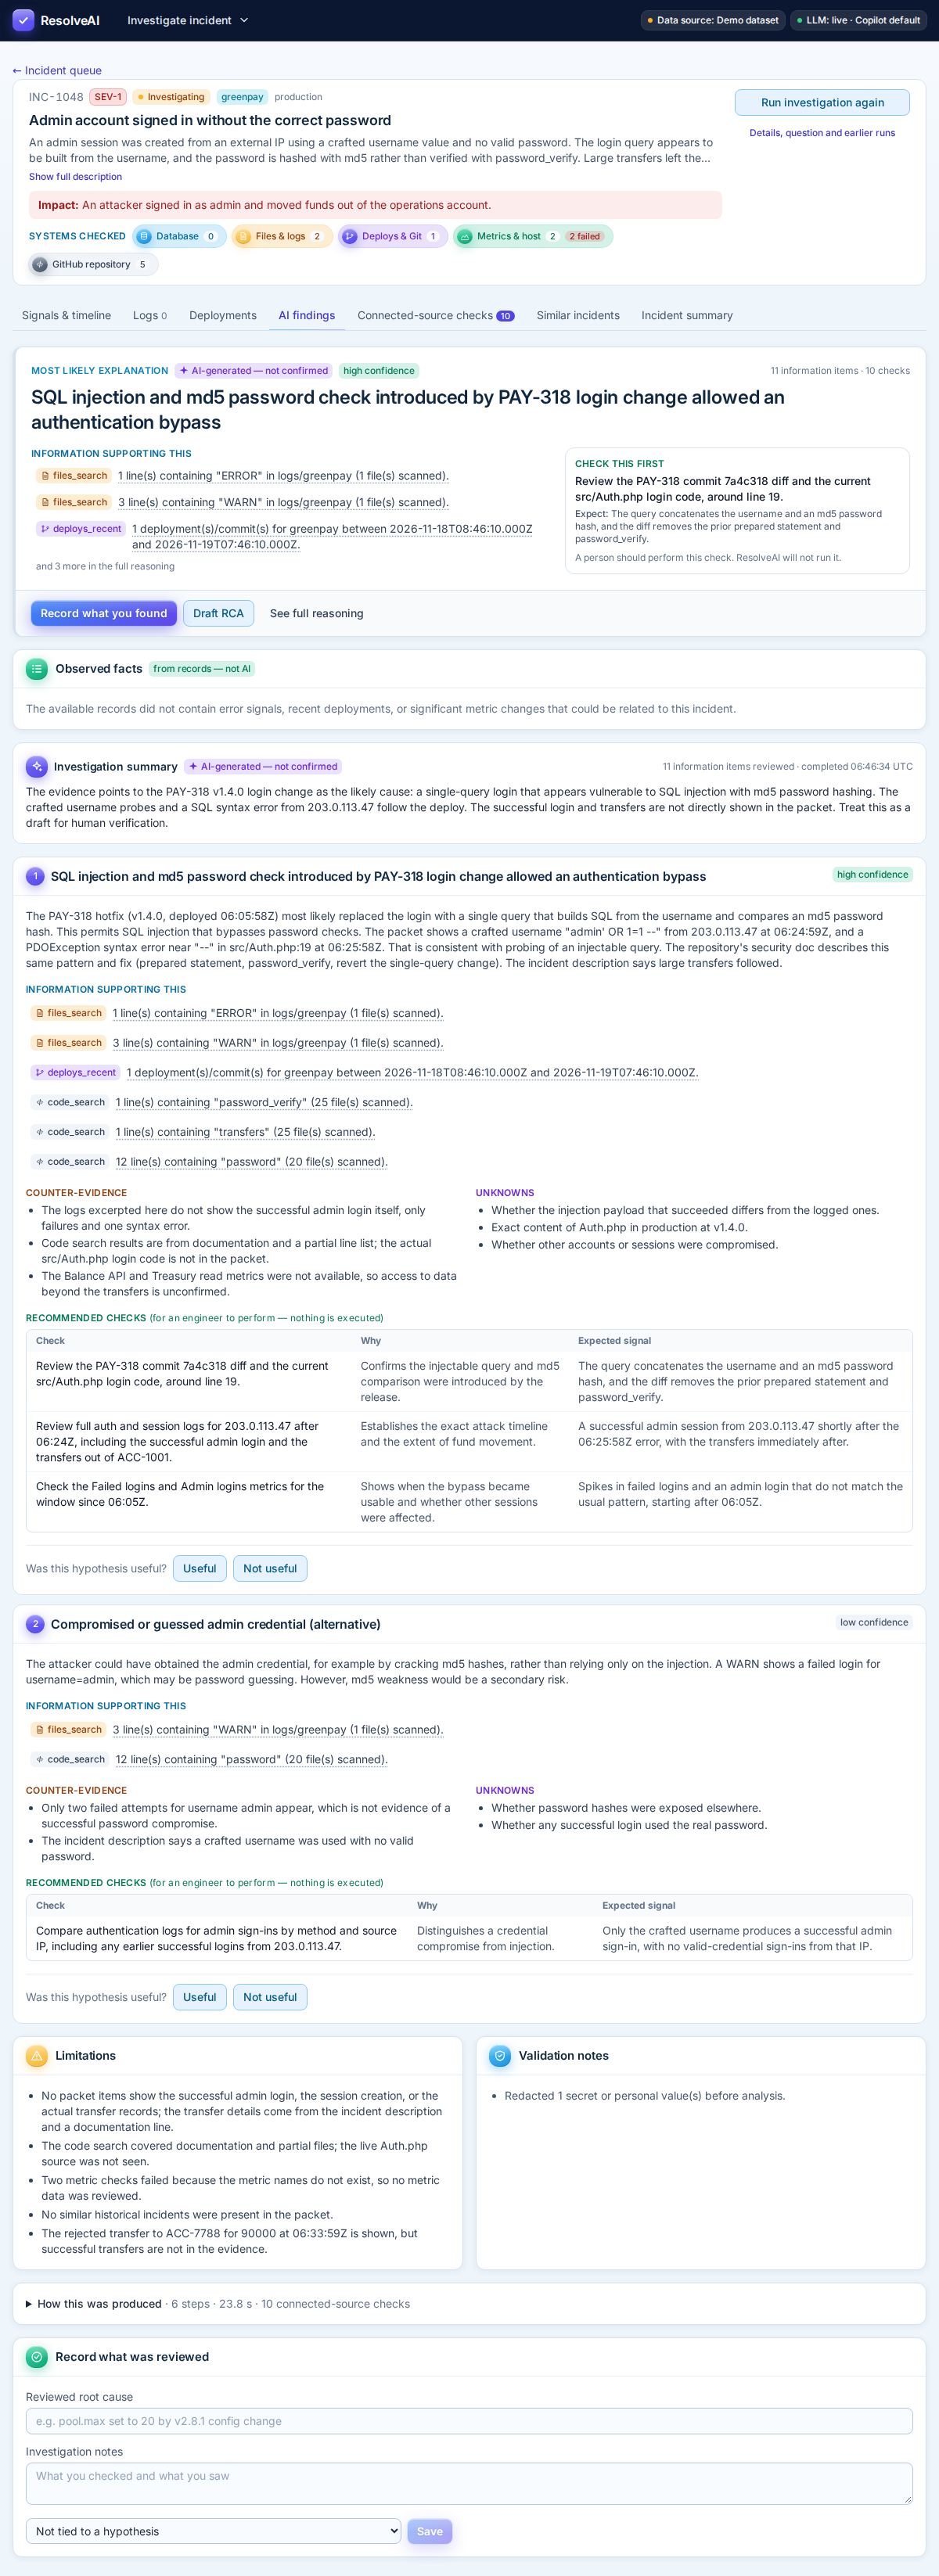 ResolveAI
Investigate incident
Data source: Demo dataset
LLM: live · Copilot default
← Incident queue
INC-1048 SEV-1 Investigating greenpay production
Run investigation again
Admin account signed in without the correct password
Details, question and earlier runs
An admin session was created from an external IP using a crafted username value and no valid password. The login query appears to
be built from the username, and the password is hashed with md5 rather than verified with password_verify. Large transfers left the...
Show full description
Impact: An attacker signed in as admin and moved funds out of the operations account.
SYSTEMS CHECKED Database 0 Files & logs 2 Deploys & Git 1 Metrics & host 2 2 failed
GitHub repository 5
Signals & timeline Logs 0 Deployments AI findings Connected-source checks 10 Similar incidents Incident summary
MOST LIKELY EXPLANATION AI-generated — not confirmed high confidence
11 information items · 10 checks
SQL injection and md5 password check introduced by PAY-318 login change allowed an
authentication bypass
INFORMATION SUPPORTING THIS
files_search 1 line(s) containing "ERROR" in logs/greenpay (1 file(s) scanned).
files_search 3 line(s) containing "WARN" in logs/greenpay (1 file(s) scanned).
deploys_recent 1 deployment(s)/commit(s) for greenpay between 2026-11-18T08:46:10.000Z
and 2026-11-19T07:46:10.000Z.
and 3 more in the full reasoning
CHECK THIS FIRST
Review the PAY-318 commit 7a4c318 diff and the current
src/Auth.php login code, around line 19.
Expect: The query concatenates the username and an md5 password
hash, and the diff removes the prior prepared statement and
password_verify.
A person should perform this check. ResolveAI will not run it.
Record what you found
Draft RCA
See full reasoning
Observed facts from records — not AI
The available records did not contain error signals, recent deployments, or significant metric changes that could be related to this incident.
Investigation summary AI-generated — not confirmed
11 information items reviewed · completed 06:46:34 UTC
The evidence points to the PAY-318 v1.4.0 login change as the likely cause: a single-query login that appears vulnerable to SQL injection with md5 password hashing. The
crafted username probes and a SQL syntax error from 203.0.113.47 follow the deploy. The successful login and transfers are not directly shown in the packet. Treat this as a
draft for human verification.
1 SQL injection and md5 password check introduced by PAY-318 login change allowed an authentication bypass
high confidence
The PAY-318 hotfix (v1.4.0, deployed 06:05:58Z) most likely replaced the login with a single query that builds SQL from the username and compares an md5 password
hash. This permits SQL injection that bypasses password checks. The packet shows a crafted username "admin' OR 1=1 --" from 203.0.113.47 at 06:24:59Z, and a
PDOException syntax error near "--" in src/Auth.php:19 at 06:25:58Z. That is consistent with probing of an injectable query. The repository's security doc describes this
same pattern and fix (prepared statement, password_verify, revert the single-query change). The incident description says large transfers followed.
INFORMATION SUPPORTING THIS
files_search 1 line(s) containing "ERROR" in logs/greenpay (1 file(s) scanned).
files_search 3 line(s) containing "WARN" in logs/greenpay (1 file(s) scanned).
deploys_recent 1 deployment(s)/commit(s) for greenpay between 2026-11-18T08:46:10.000Z and 2026-11-19T07:46:10.000Z.
code_search 1 line(s) containing "password_verify" (25 file(s) scanned).
code_search 1 line(s) containing "transfers" (25 file(s) scanned).
code_search 12 line(s) containing "password" (20 file(s) scanned).
COUNTER-EVIDENCE
• The logs excerpted here do not show the successful admin login itself, only
failures and one syntax error.
• Code search results are from documentation and a partial line list; the actual
src/Auth.php login code is not in the packet.
• The Balance API and Treasury read metrics were not available, so access to data
beyond the transfers is unconfirmed.
UNKNOWNS
• Whether the injection payload that succeeded differs from the logged ones.
• Exact content of Auth.php in production at v1.4.0.
• Whether other accounts or sessions were compromised.
RECOMMENDED CHECKS (for an engineer to perform — nothing is executed)
Check Why Expected signal
Review the PAY-318 commit 7a4c318 diff and the current
src/Auth.php login code, around line 19.
Confirms the injectable query and md5
comparison were introduced by the
release.
The query concatenates the username and an md5 password
hash, and the diff removes the prior prepared statement and
password_verify.
Review full auth and session logs for 203.0.113.47 after
06:24Z, including the successful admin login and the
transfers out of ACC-1001.
Establishes the exact attack timeline
and the extent of fund movement.
A successful admin session from 203.0.113.47 shortly after the
06:25:58Z error, with the transfers immediately after.
Check the Failed logins and Admin logins metrics for the
window since 06:05Z.
Shows when the bypass became
usable and whether other sessions
were affected.
Spikes in failed logins and an admin login that do not match the
usual pattern, starting after 06:05Z.
Was this hypothesis useful? Useful Not useful
2 Compromised or guessed admin credential (alternative)
low confidence
The attacker could have obtained the admin credential, for example by cracking md5 hashes, rather than relying only on the injection. A WARN shows a failed login for
username=admin, which may be password guessing. However, md5 weakness would be a secondary risk.
INFORMATION SUPPORTING THIS
files_search 3 line(s) containing "WARN" in logs/greenpay (1 file(s) scanned).
code_search 12 line(s) containing "password" (20 file(s) scanned).
COUNTER-EVIDENCE
• Only two failed attempts for username admin appear, which is not evidence of a
successful password compromise.
• The incident description says a crafted username was used with no valid
password.
UNKNOWNS
• Whether password hashes were exposed elsewhere.
• Whether any successful login used the real password.
RECOMMENDED CHECKS (for an engineer to perform — nothing is executed)
Check Why Expected signal
Compare authentication logs for admin sign-ins by method and source
IP, including any earlier successful logins from 203.0.113.47.
Distinguishes a credential
compromise from injection.
Only the crafted username produces a successful admin
sign-in, with no valid-credential sign-ins from that IP.
Was this hypothesis useful? Useful Not useful
Limitations
• No packet items show the successful admin login, the session creation, or the
actual transfer records; the transfer details come from the incident description
and a documentation line.
• The code search covered documentation and partial files; the live Auth.php
source was not seen.
• Two metric checks failed because the metric names do not exist, so no metric
data was reviewed.
• No similar historical incidents were present in the packet.
• The rejected transfer to ACC-7788 for 90000 at 06:33:59Z is shown, but
successful transfers are not in the evidence.
Validation notes
• Redacted 1 secret or personal value(s) before analysis.
▶ How this was produced · 6 steps · 23.8 s · 10 connected-source checks
Record what was reviewed
Reviewed root cause
e.g. pool.max set to 20 by v2.8.1 config change
Investigation notes
What you checked and what you saw
Not tied to a hypothesis
Save